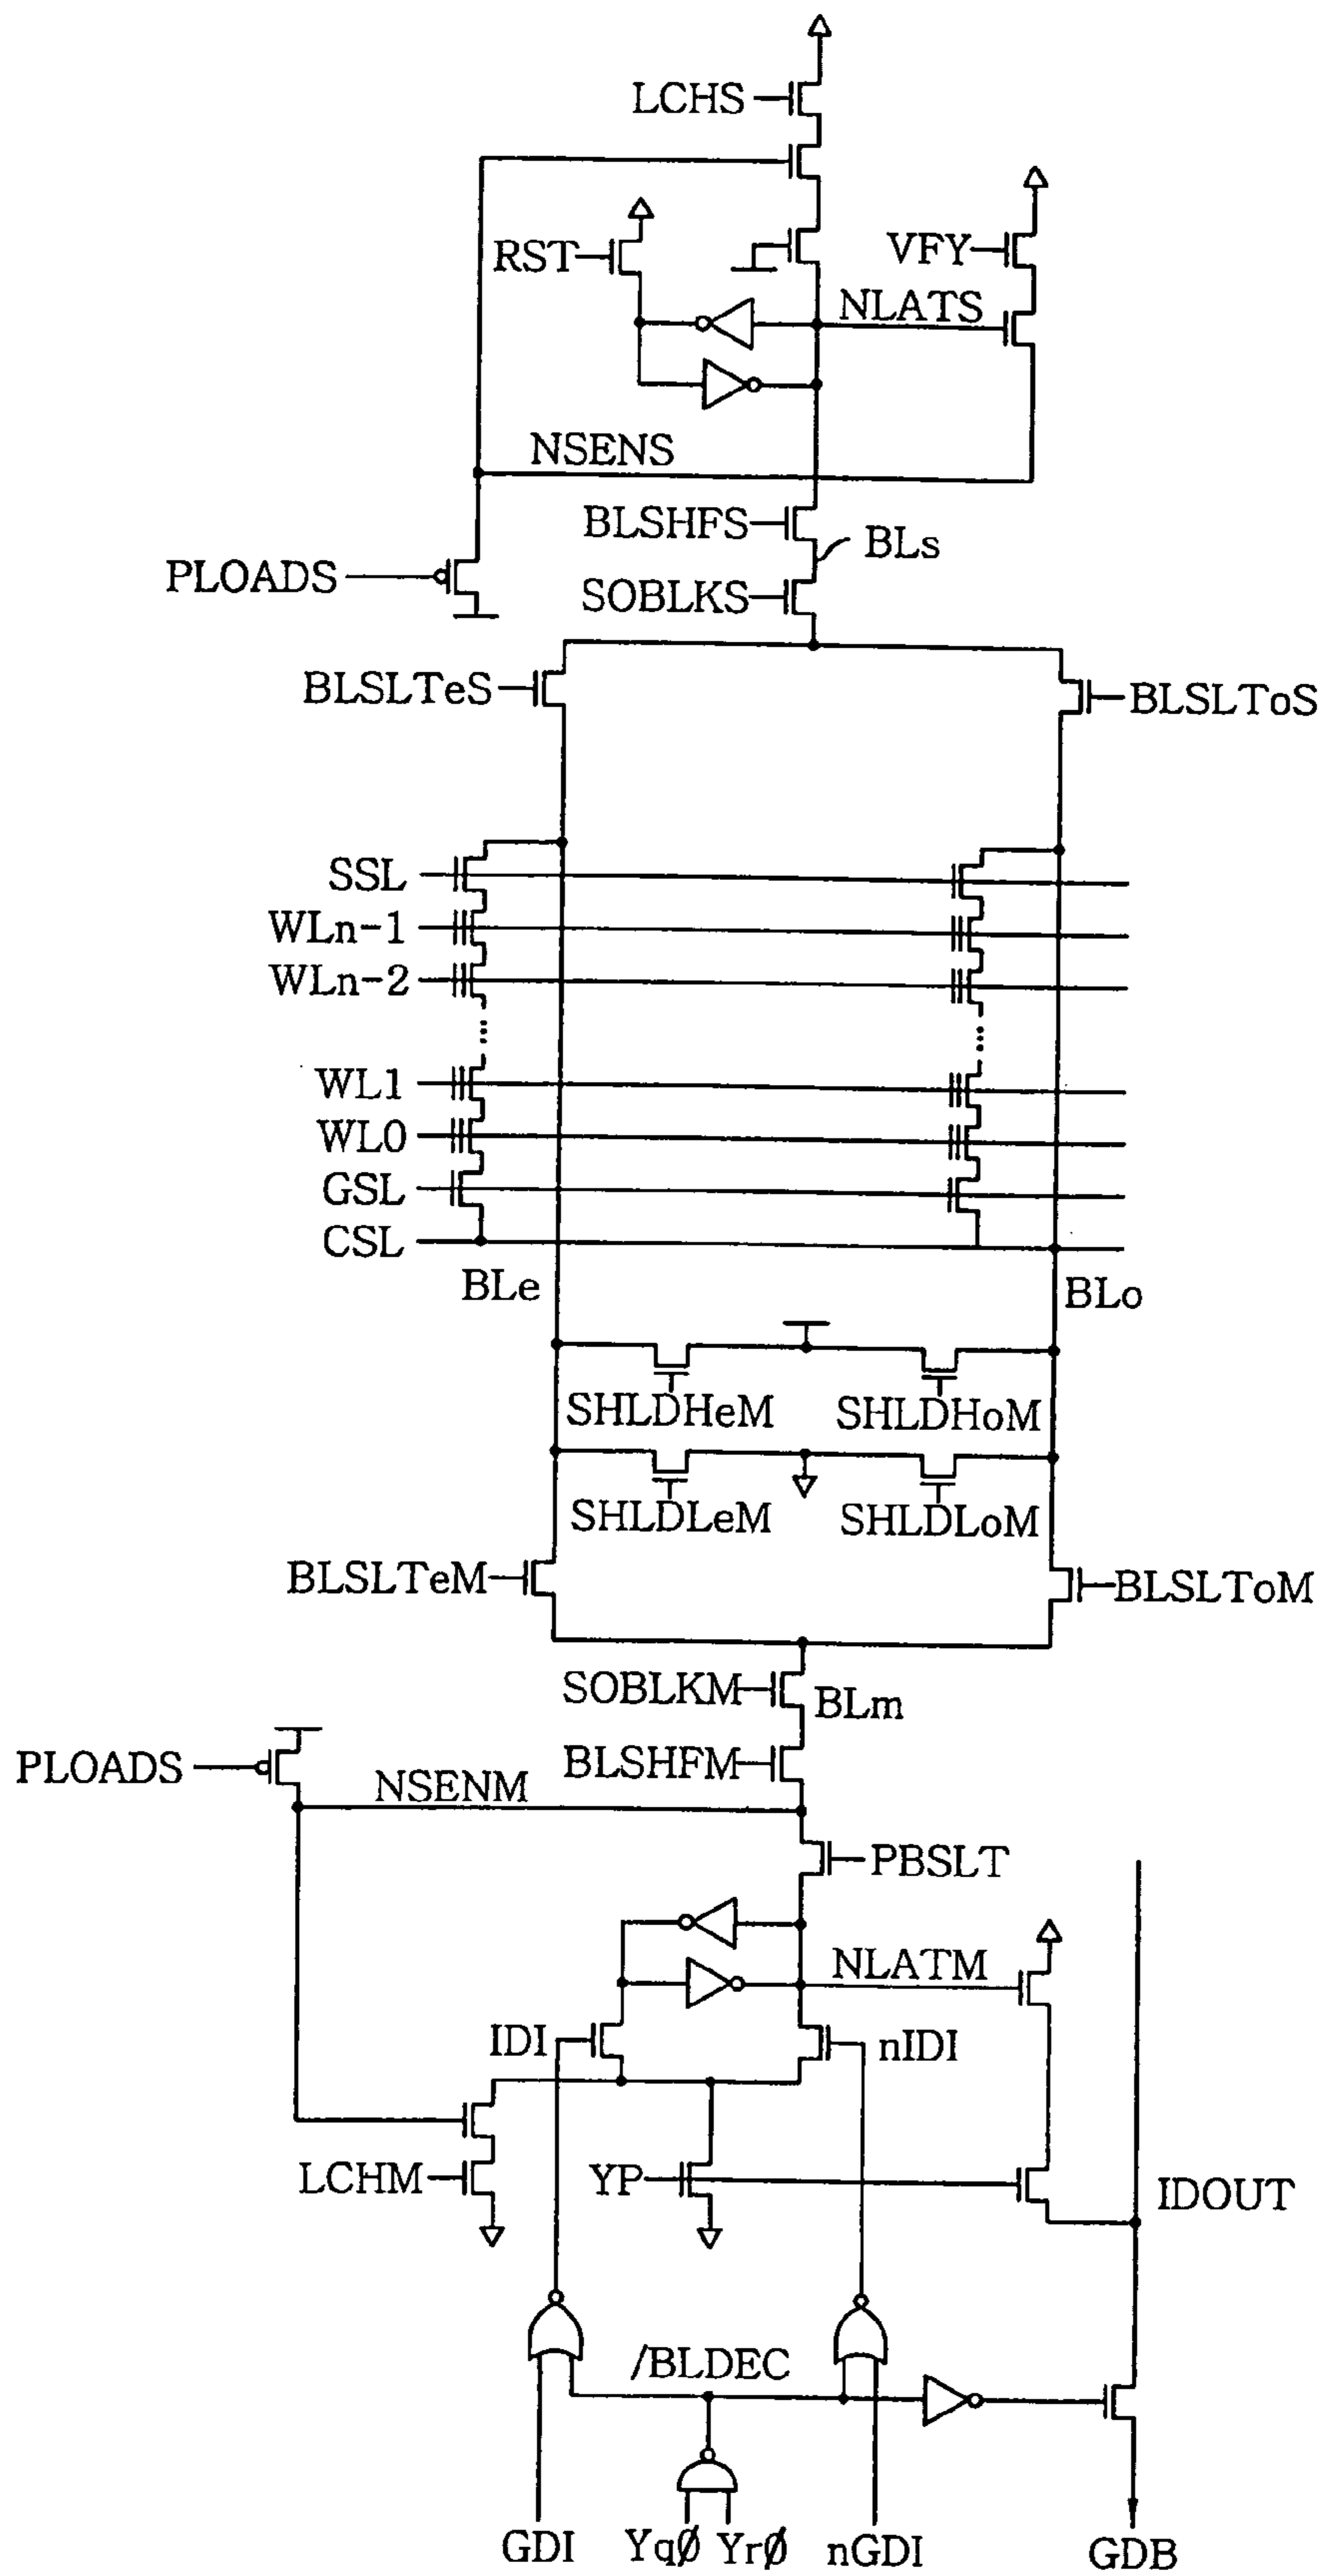 LCHS
RST
VFY
NLATS
NSENS
BLSHFS
BLs
PLOADS
SOBLKS
BLSLTeS
BLSLToS
SSL
WLn-1
WLn-2
WL1
WL0
GSL
CSL
BLe
BLo
SHLDHeM
SHLDHoM
SHLDLeM
SHLDLoM
BLSLTeM
BLSLToM
SOBLKM
BLm
PLOADS
BLSHFM
NSENM
PBSLT
NLATM
IDI
nIDI
LCHM
YP
IDOUT
/BLDEC
GDI
Yq∅
Yr∅
nGDI
GDB